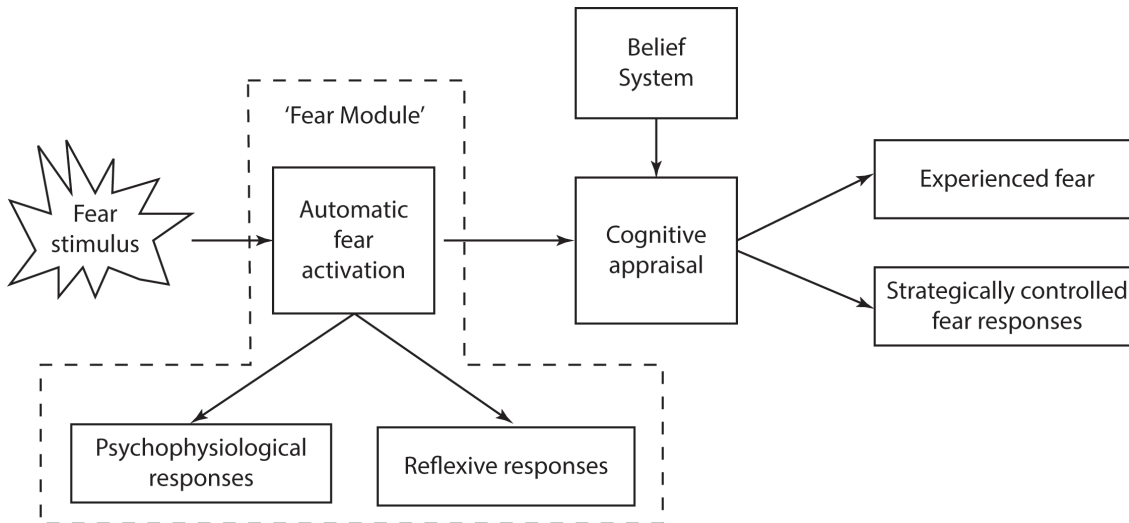 Belief
System
'Fear Module'
Fear
stimulus
Automatic
fear
activation
Cognitive
appraisal
Experienced fear
Strategically controlled
fear responses
Psychophysiological
responses
Reflexive responses